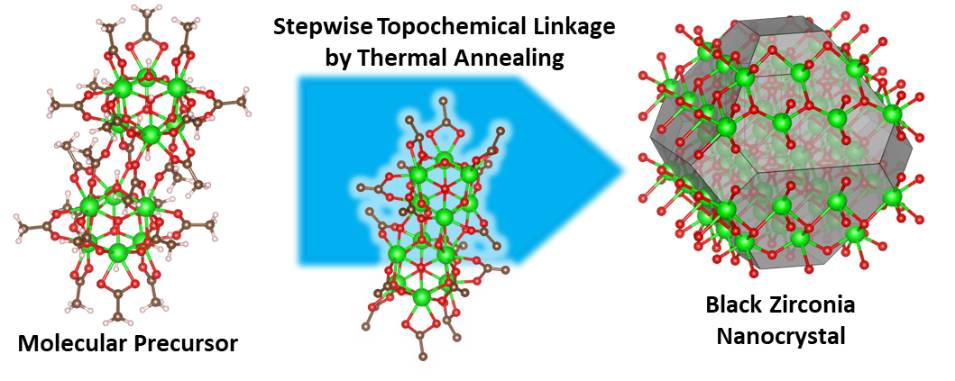 Stepwise Topochemical Linkage
by Thermal Annealing
Molecular Precursor
Black Zirconia
Nanocrystal